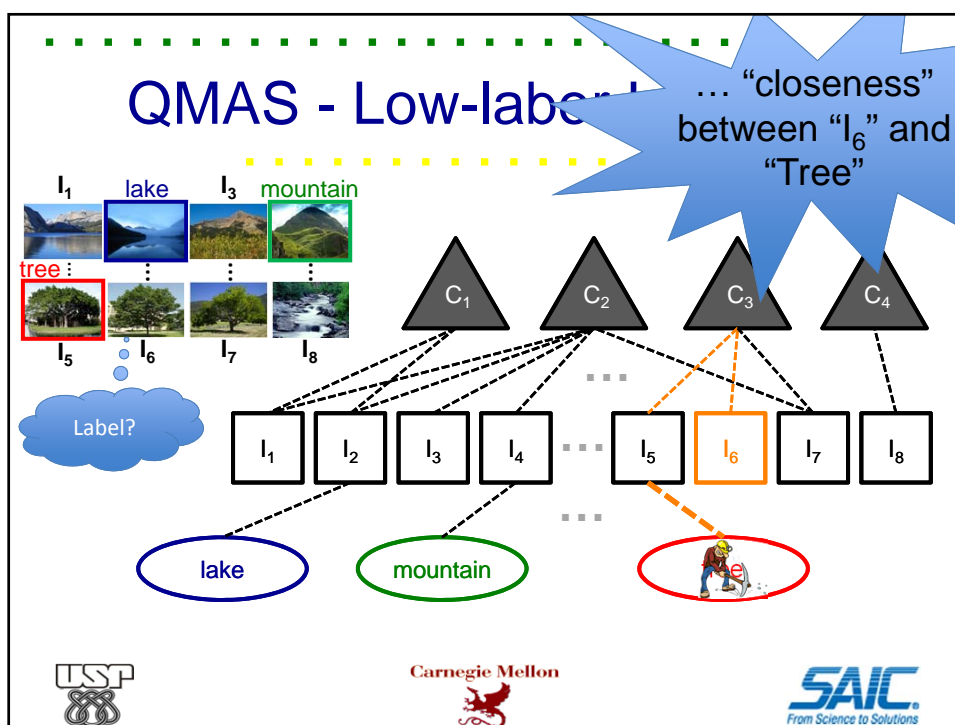 QMAS - Low-labor
… “closeness”
between “I₆” and
“Tree”
I₁ lake I₃ mountain
tree
I₅ I₆ I₇ I₈
Label?
C₁ C₂ C₃ C₄
...
I₁ I₂ I₃ I₄ ... I₅ I₆ I₇ I₈
...
lake mountain
USP
Carnegie Mellon
SAIC.
From Science to Solutions